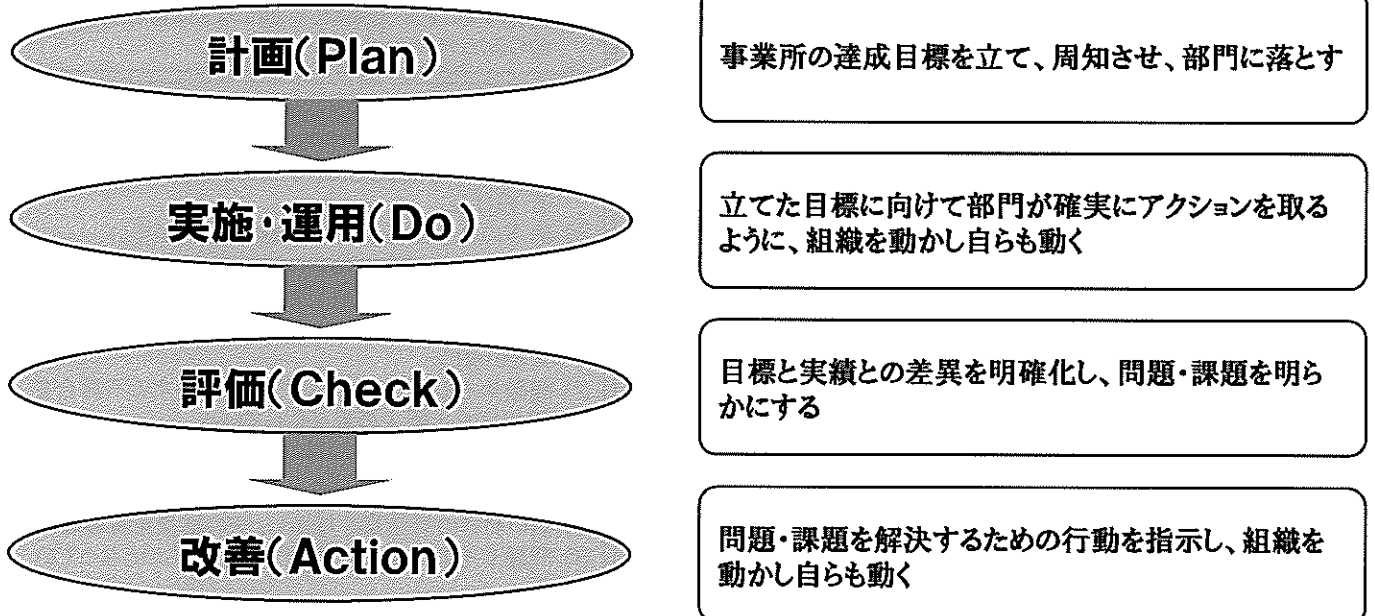 計画(Plan)
事業所の達成目標を立て、周知させ、部門に落とす
実施・運用(Do)
立てた目標に向けて部門が確実にアクションを取る
ように、組織を動かし自らも動く
評価(Check)
目標と実績との差異を明確化し、問題・課題を明ら
かにする
改善(Action)
問題・課題を解決するための行動を指示し、組織を
動かし自らも動く